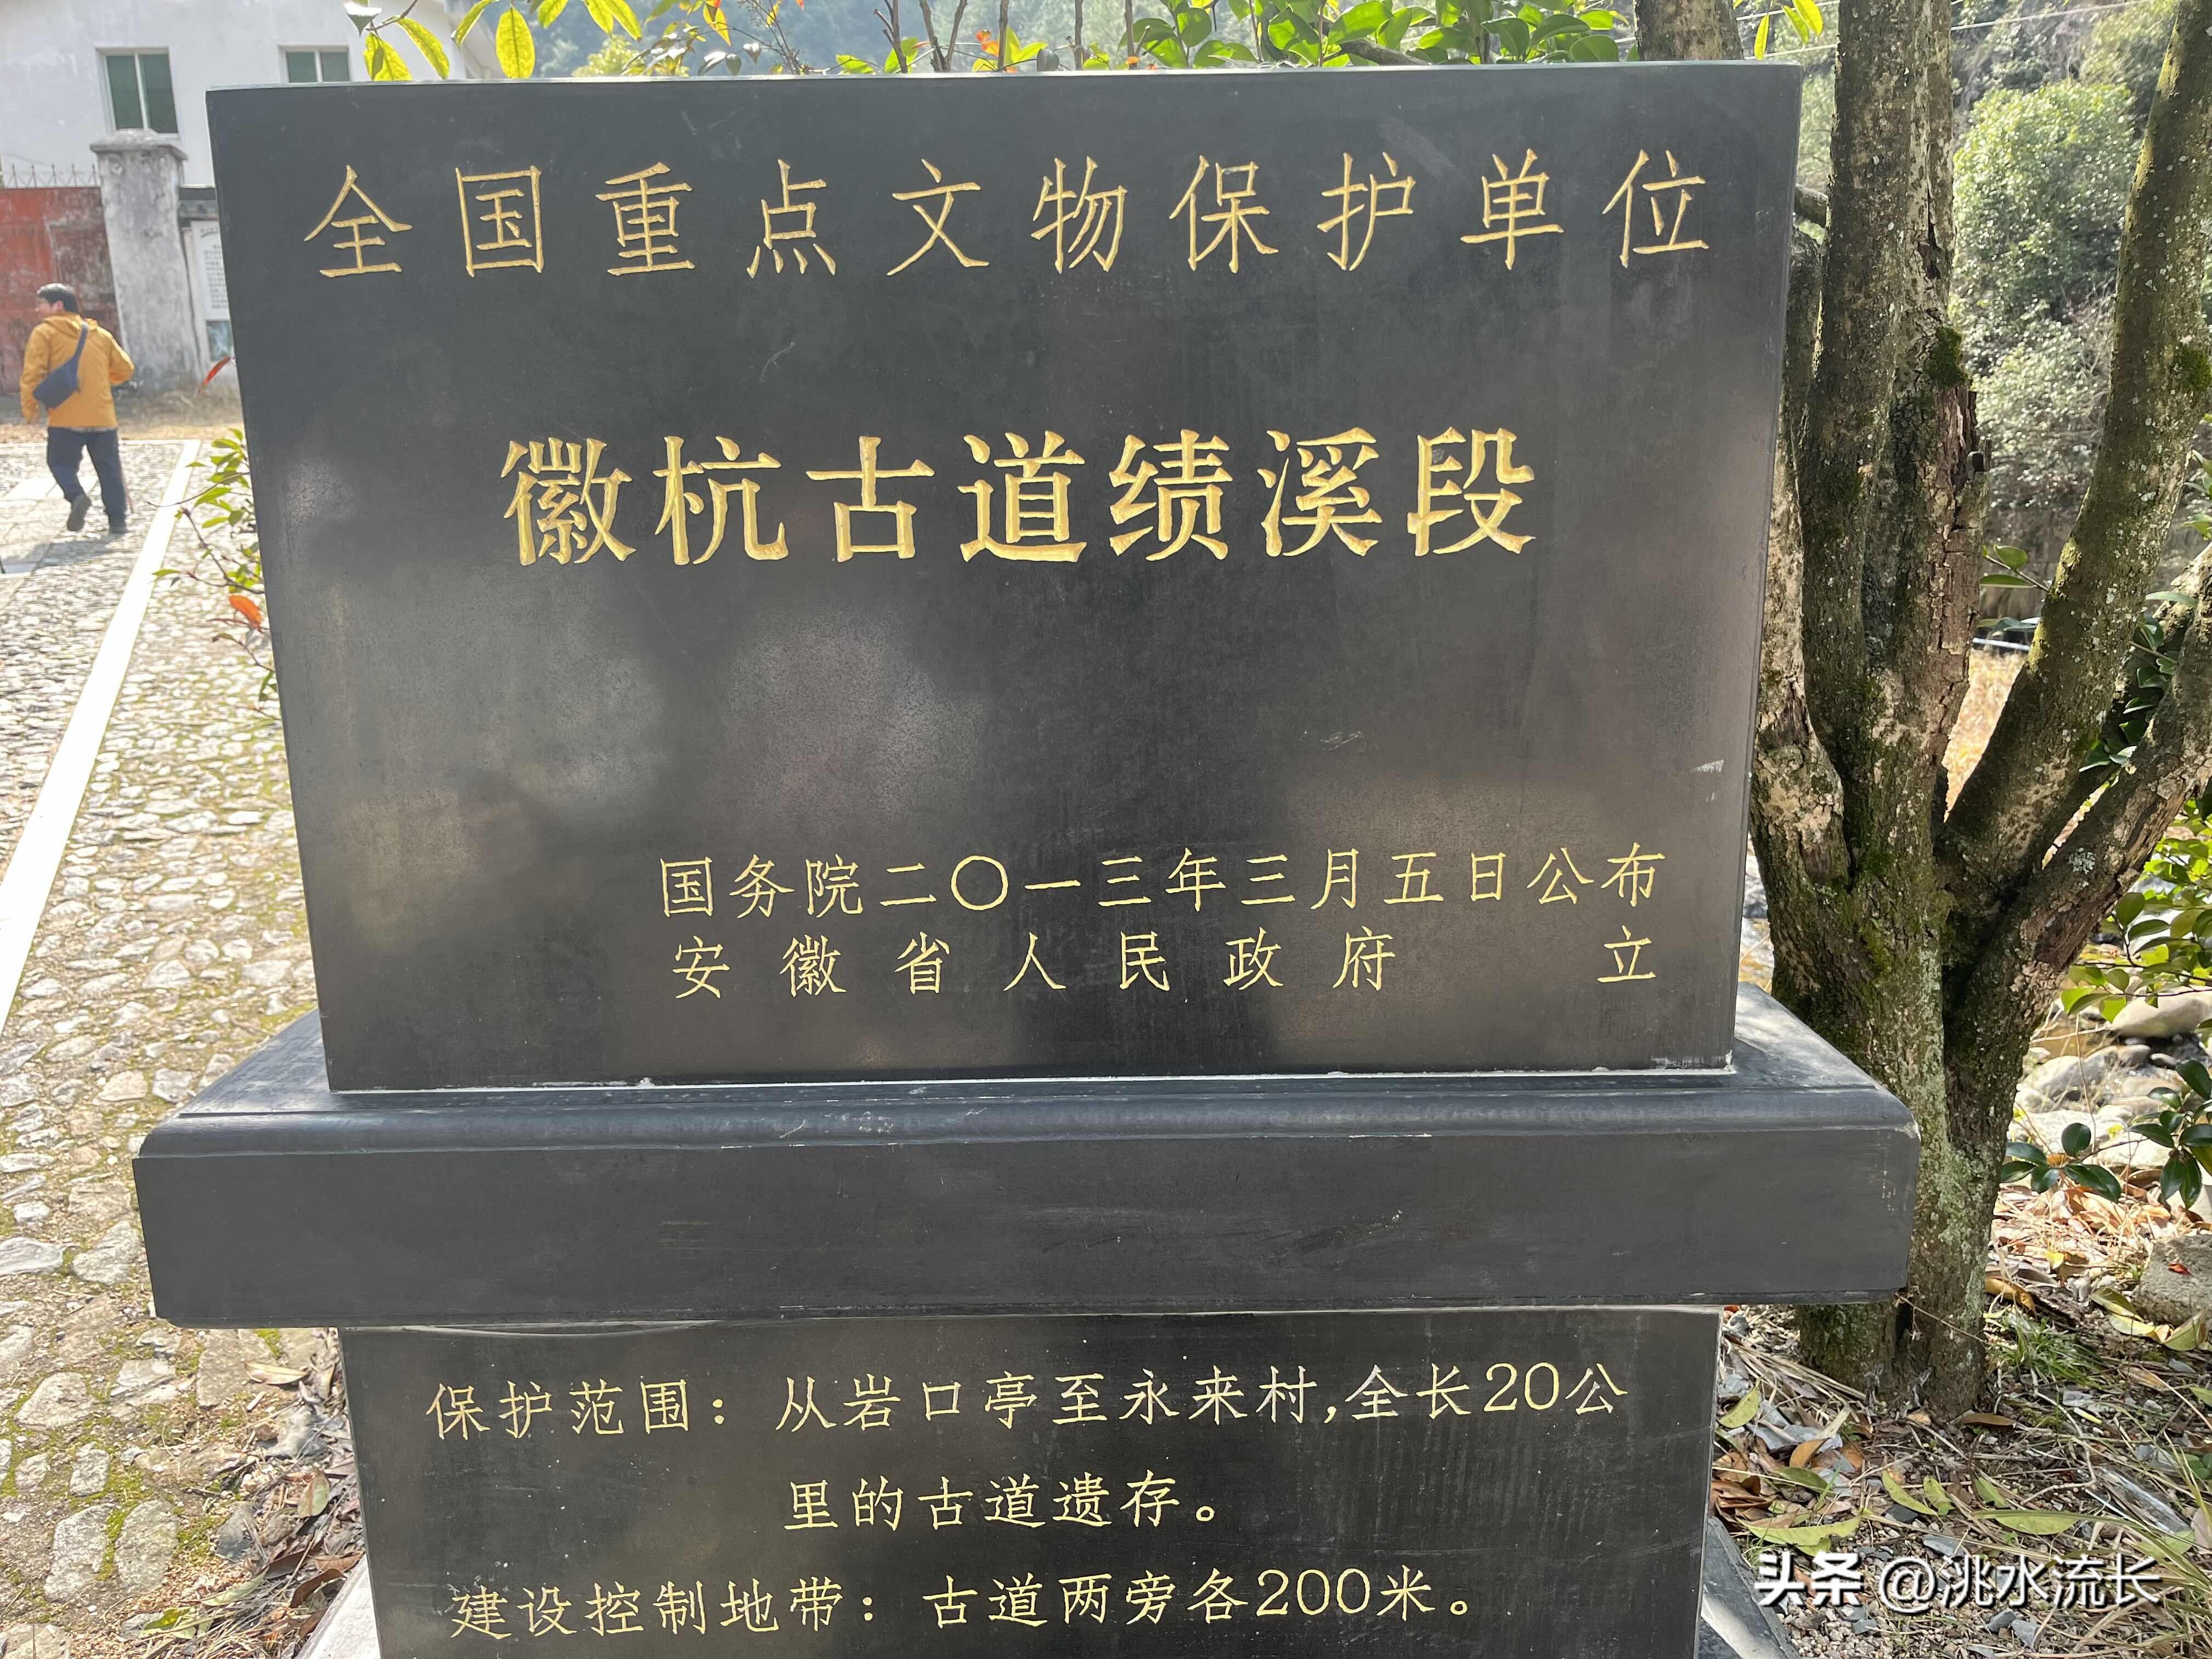 全国重点文物保护单位
徽杭古道绩溪段
国务院二〇一三年三月五日公布
安徽省人民政府 立
保护范围：从岩口亭至永来村,全长20公
里的古道遗存。
建设控制地带：古道两旁各200米。
头条 @洮水流长